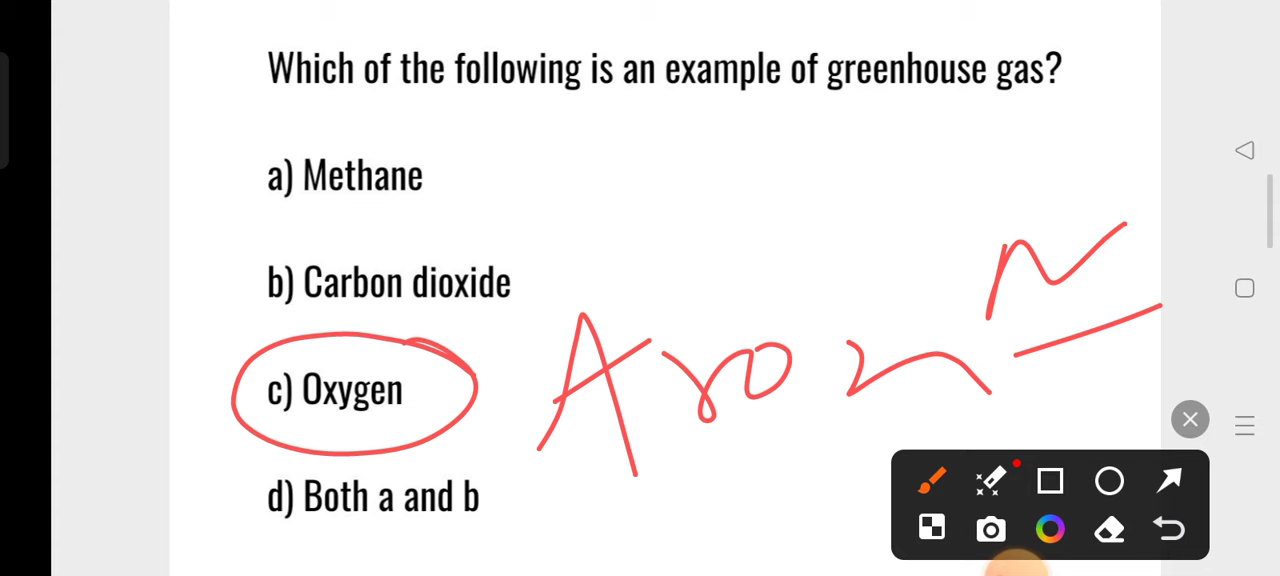 Which of the following is an example of greenhouse gas?
a) Methane
b) Carbon dioxide
c) Oxygen
d) Both a and b